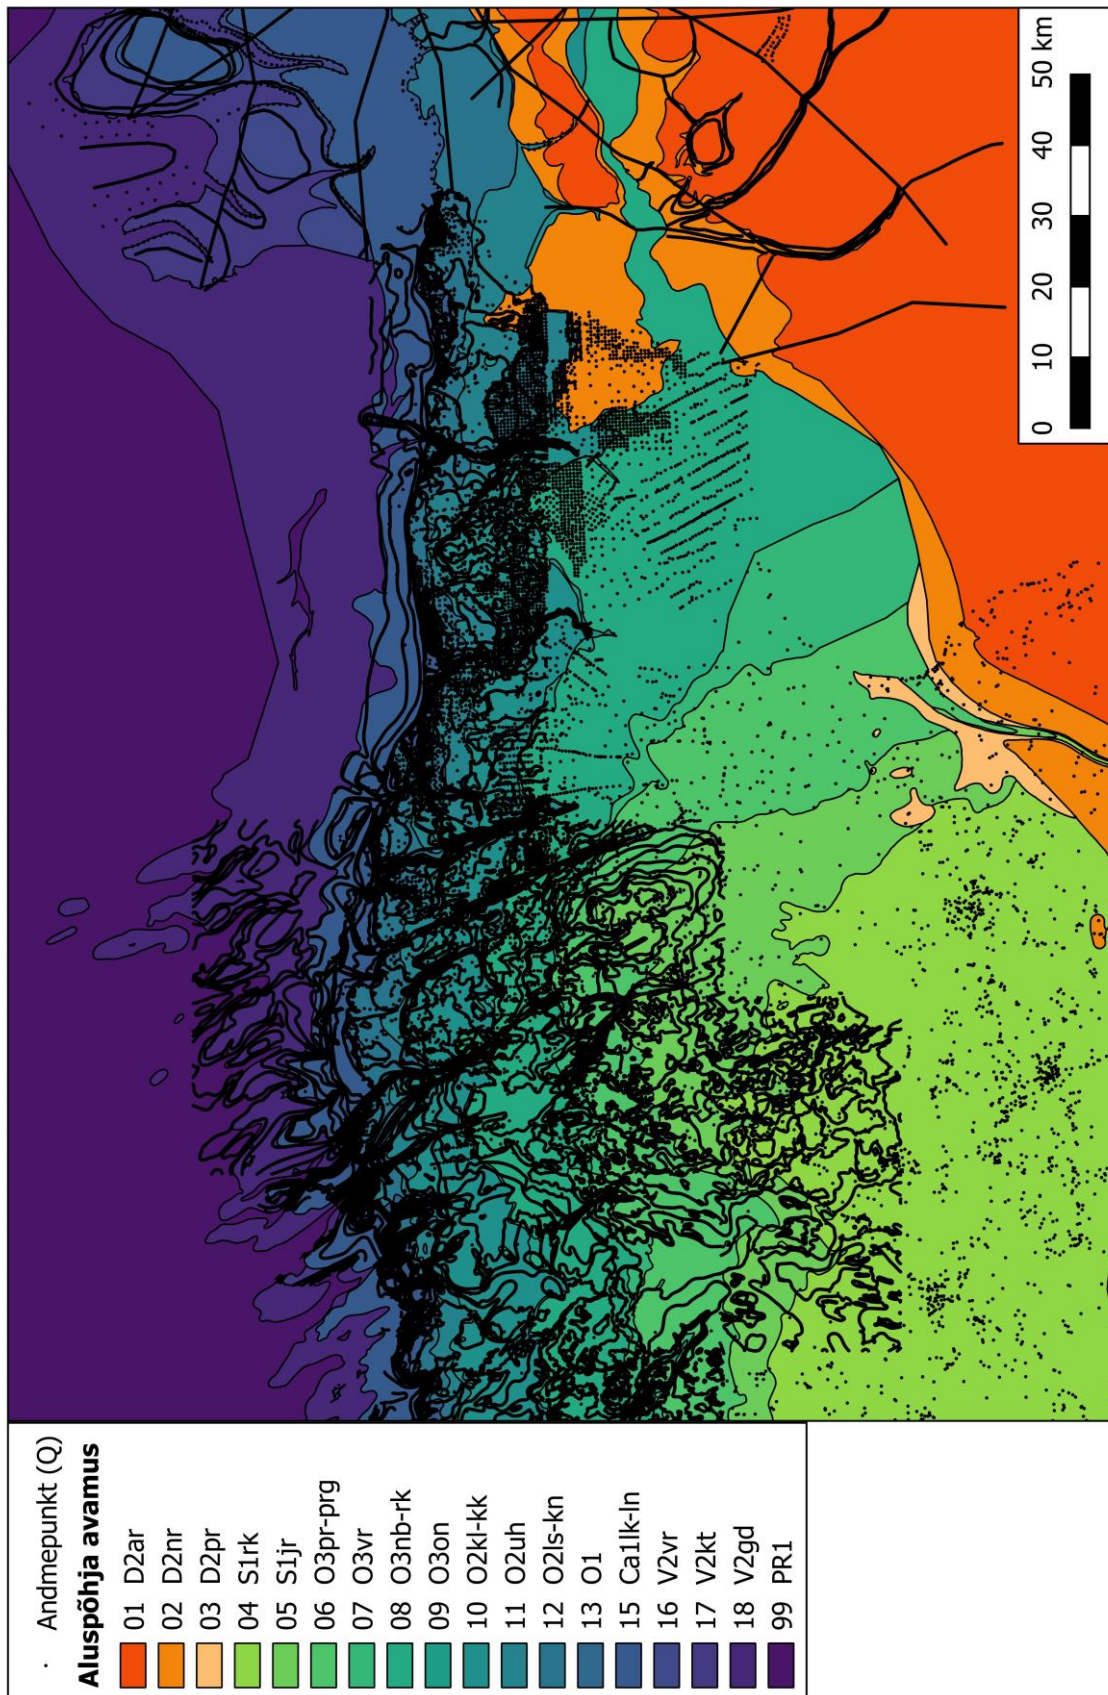 · Andmepunkt (Q)
Aluspõhja avamus
01 D2ar
02 D2nr
03 D2pr
04 S1rk
05 S1jr
06 O3pr-prg
07 O3vr
08 O3nb-rk
09 O3on
10 O2kl-kk
11 O2uh
12 O2ls-kn
13 O1
15 Ca1lk-ln
16 V2vr
17 V2kt
18 V2gd
99 PR1
0 10 20 30 40 50 km